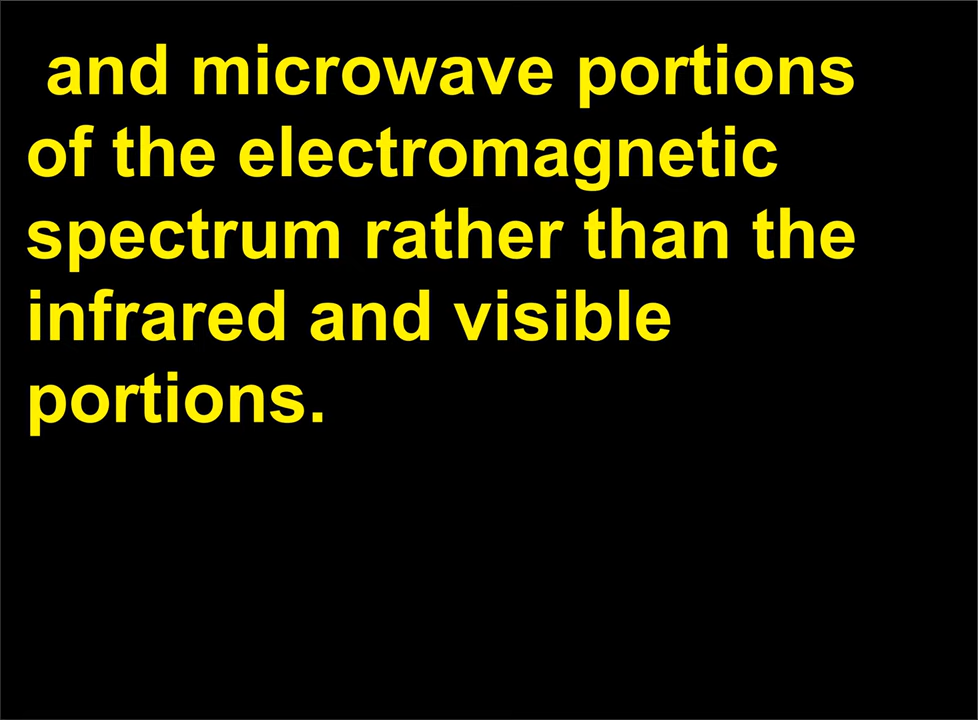 and microwave portions
of the electromagnetic
spectrum rather than the
infrared and visible
portions.